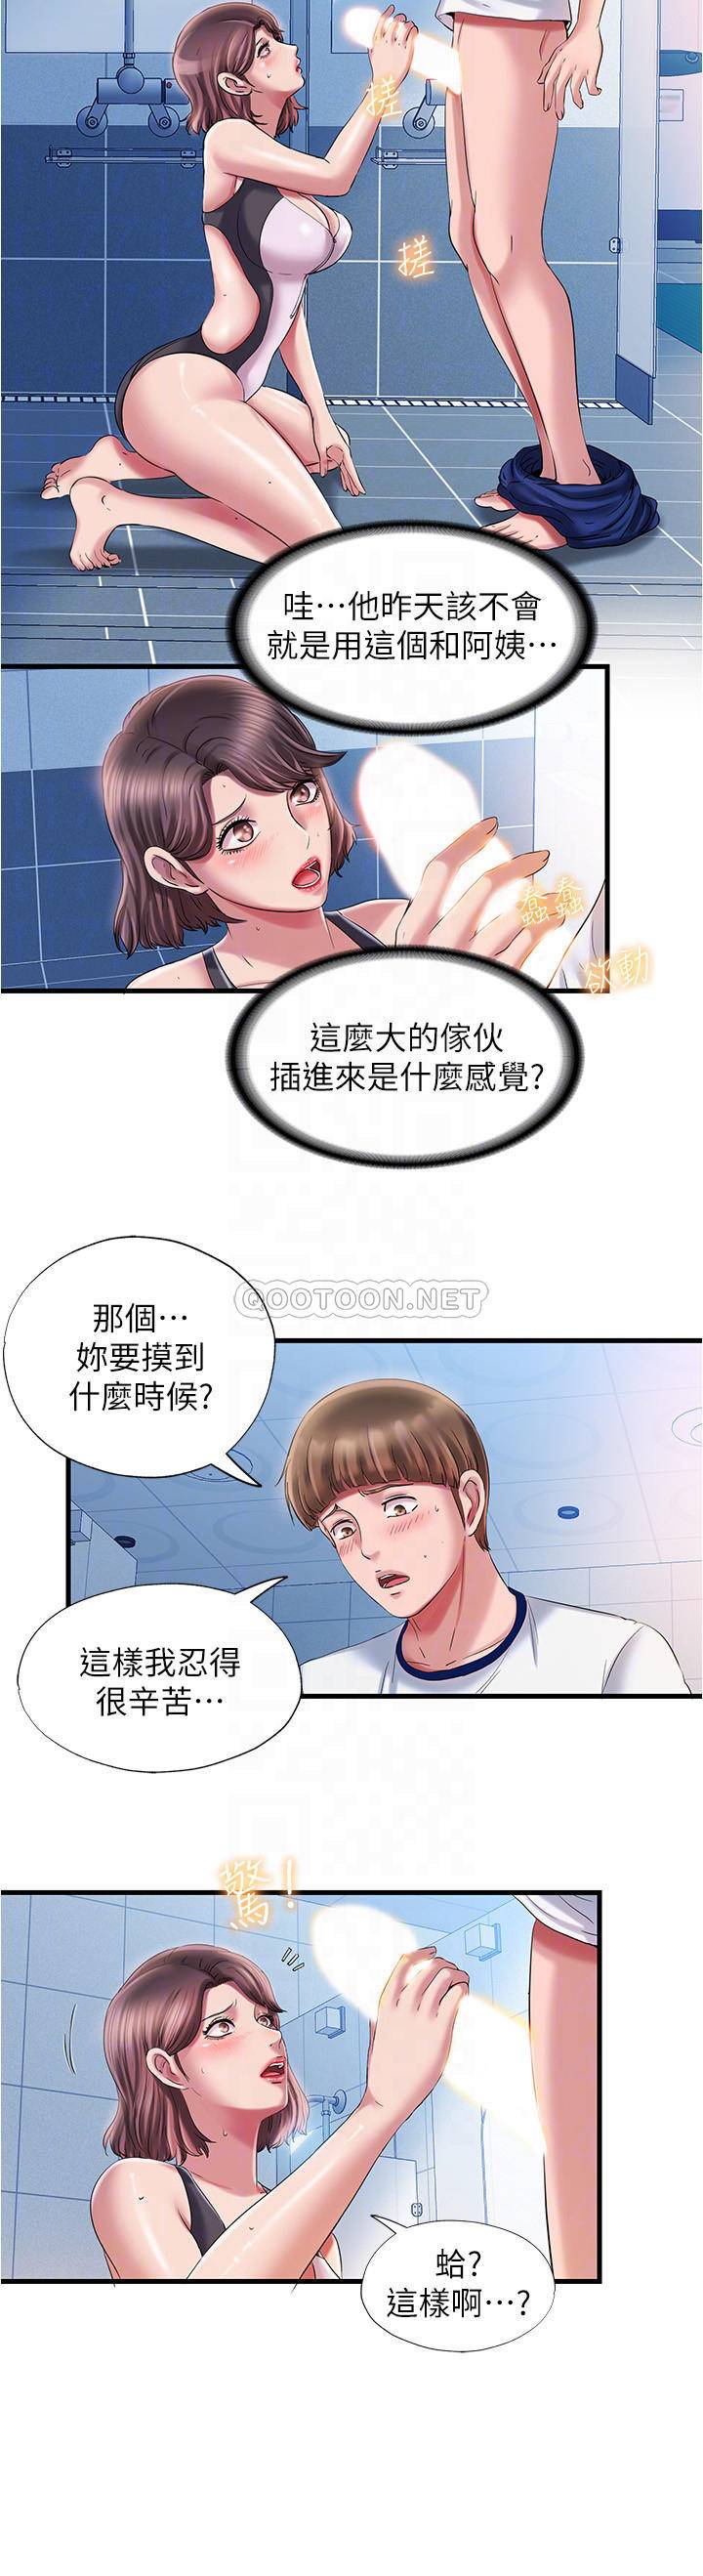 搓
搓
哇…他昨天該不會
就是用這個和阿姨…
蠢蠢
欲動
這麼大的傢伙
插進來是什麼感覺?
QOOTOON.NET
那個…
妳要摸到
什麼時候?
這樣我忍得
很辛苦…
驚!
蛤?
這樣啊…?